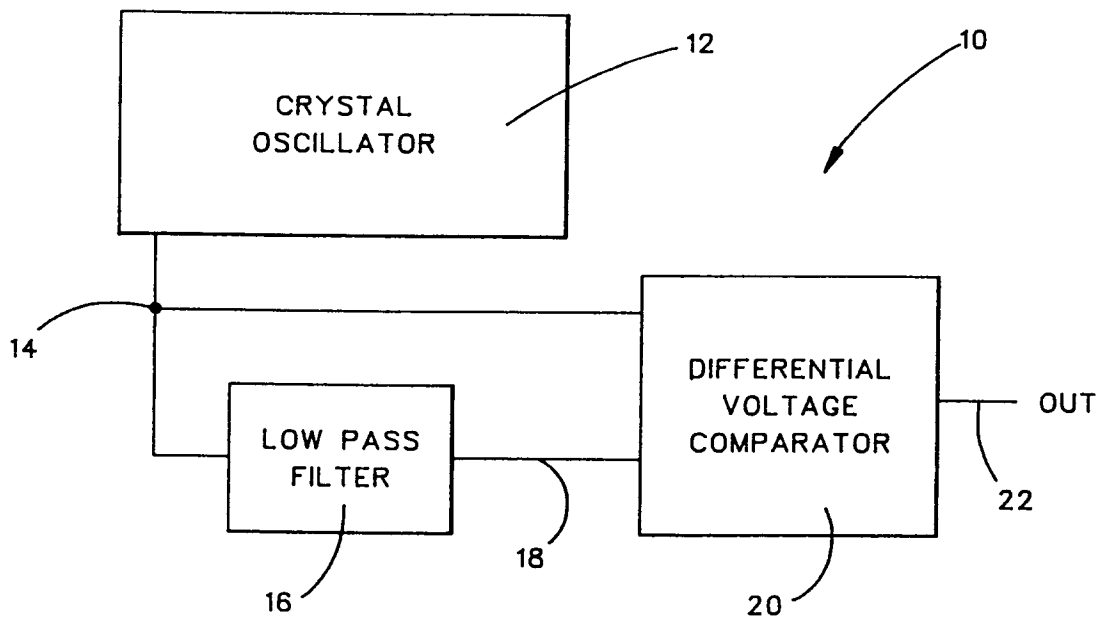 CRYSTAL
OSCILLATOR
12
10
14
DIFFERENTIAL
VOLTAGE
COMPARATOR
OUT
LOW PASS
FILTER
22
18
16
20